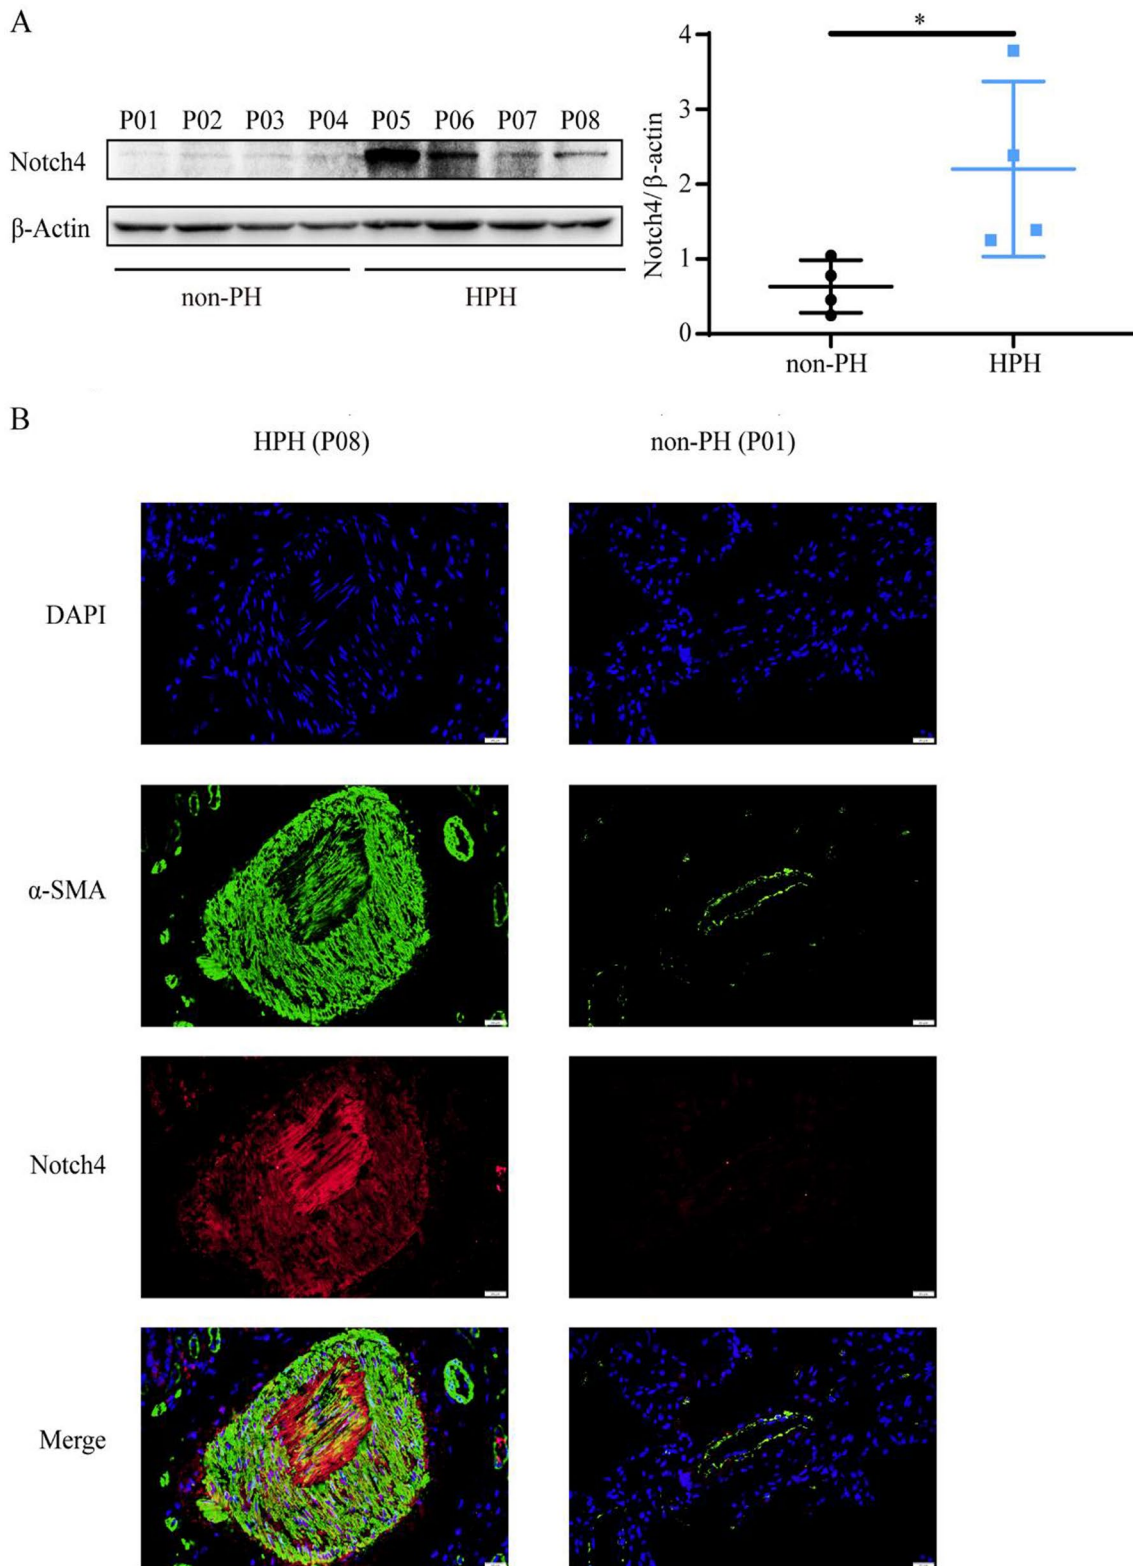 A
P01 P02 P03 P04 P05 P06 P07 P08
Notch4
β-Actin
non-PH
HPH
*
4
3
2
1
0
Notch4/β-actin
non-PH
HPH
B
HPH (P08)
non-PH (P01)
DAPI
α-SMA
Notch4
Merge